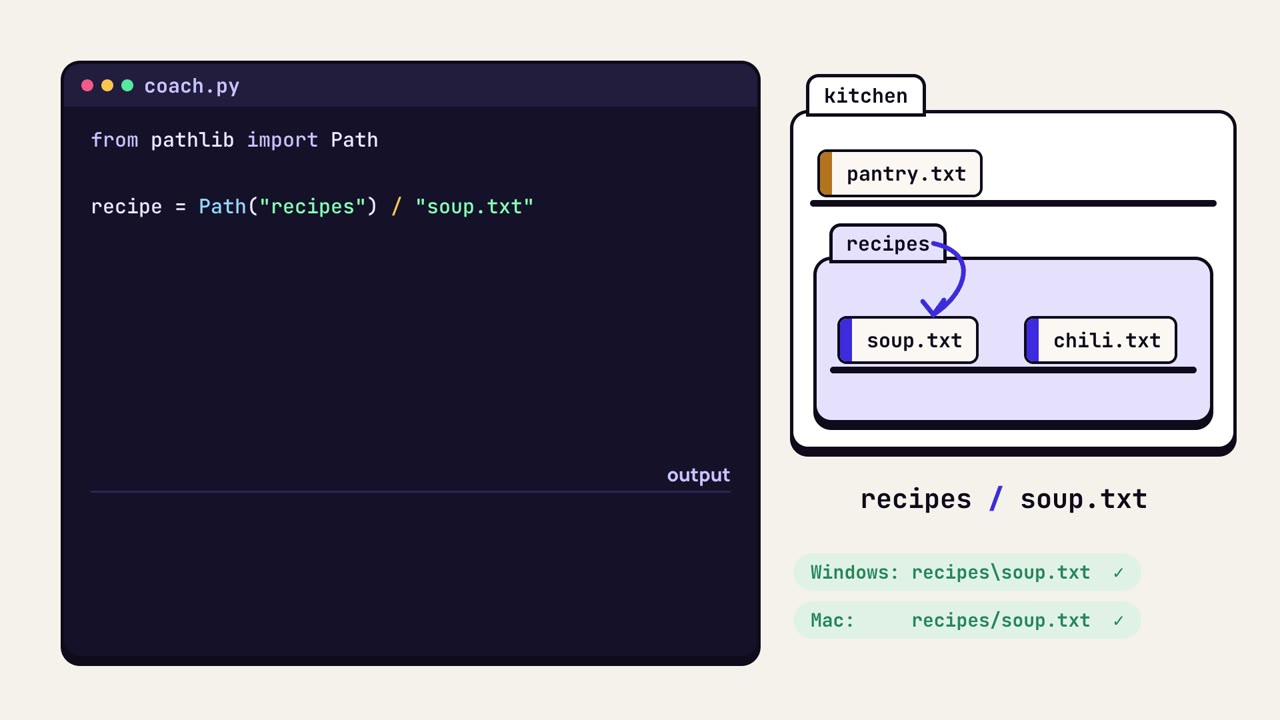 coach.py
from pathlib import Path
recipe = Path("recipes") / "soup.txt"
output
kitchen
pantry.txt
recipes
soup.txt
chili.txt
recipes / soup.txt
Windows: recipes\soup.txt ✓
Mac: recipes/soup.txt ✓